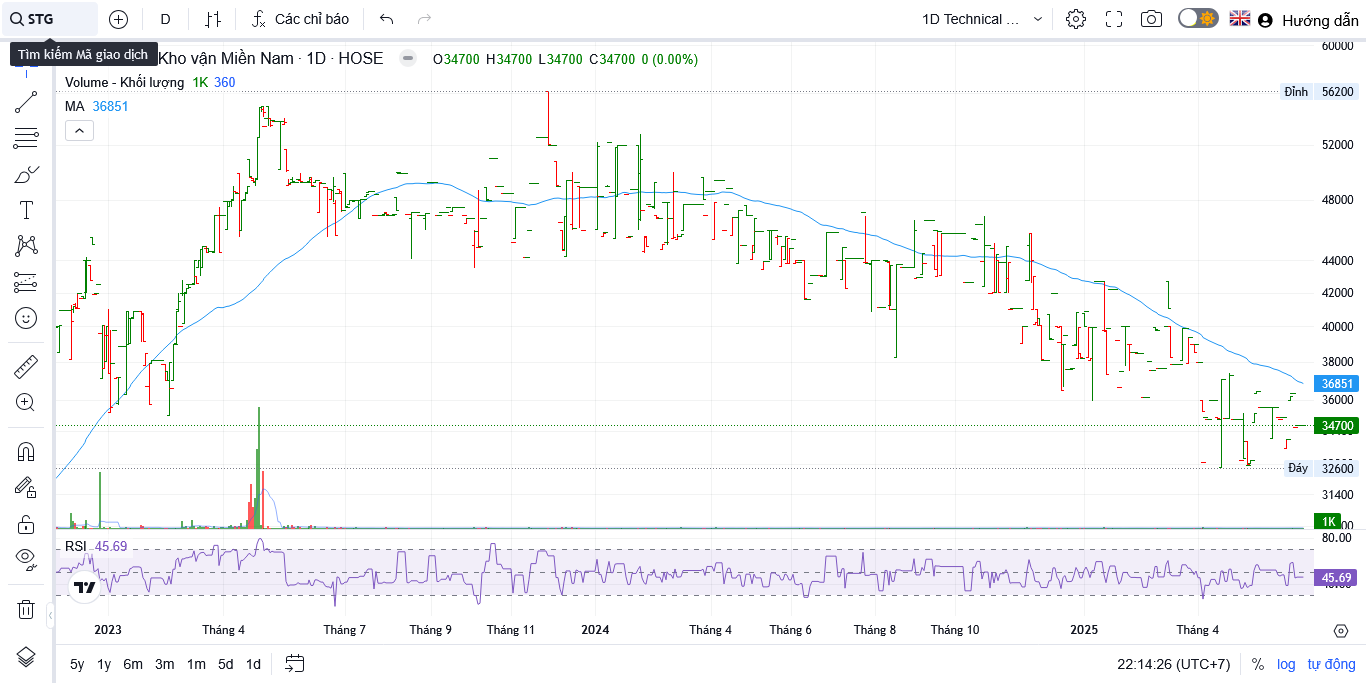 STG D Các chỉ báo 1D Technical ... Hướng dẫn
Tìm kiếm Mã giao dịch Kho vận Miền Nam · 1D · HOSE O34700 H34700 L34700 C34700 0 (0.00%)
Volume - Khối lượng 1K 360
MA 36851
60000
Đỉnh 56200
52000
48000
44000
42000
40000
38000
36851
36000
34700
Đáy 32600
31400
1K
RSI 45.69
80.00
45.69
2023 Tháng 4 Tháng 7 Tháng 9 Tháng 11 2024 Tháng 4 Tháng 6 Tháng 8 Tháng 10 2025 Tháng 4
5y 1y 6m 3m 1m 5d 1d 22:14:26 (UTC+7) % log tự động